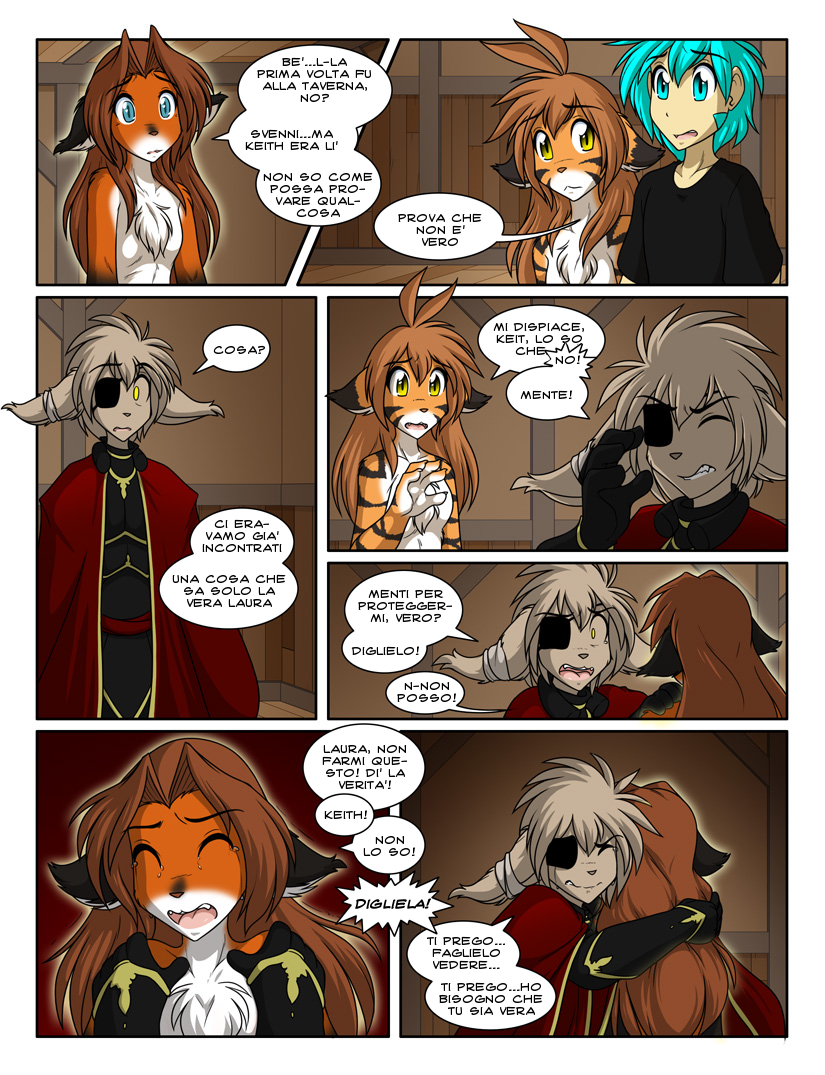 BE'...L-LA
PRIMA VOLTA FU
ALLA TAVERNA,
NO?
SVENNI...MA
KEITH ERA LI'
NON SO COME
POSSA PRO-
VARE QUAL-
COSA
PROVA CHE
NON E'
VERO
COSA?
CI ERA-
VAMO GIA'
INCONTRATI
UNA COSA CHE
SA SOLO LA
VERA LAURA
MI DISPIACE,
KEIT, LO SO
CHE
NO!
MENTE!
MENTI PER
PROTEGGER-
MI, VERO?
DIGLIELO!
N-NON
POSSO!
LAURA, NON
FARMI QUE-
STO! DI' LA
VERITA'!
KEITH!
NON
LO SO!
DIGLIELA!
TI PREGO...
FAGLIELO
VEDERE...
TI PREGO...HO
BISOGNO CHE
TU SIA VERA